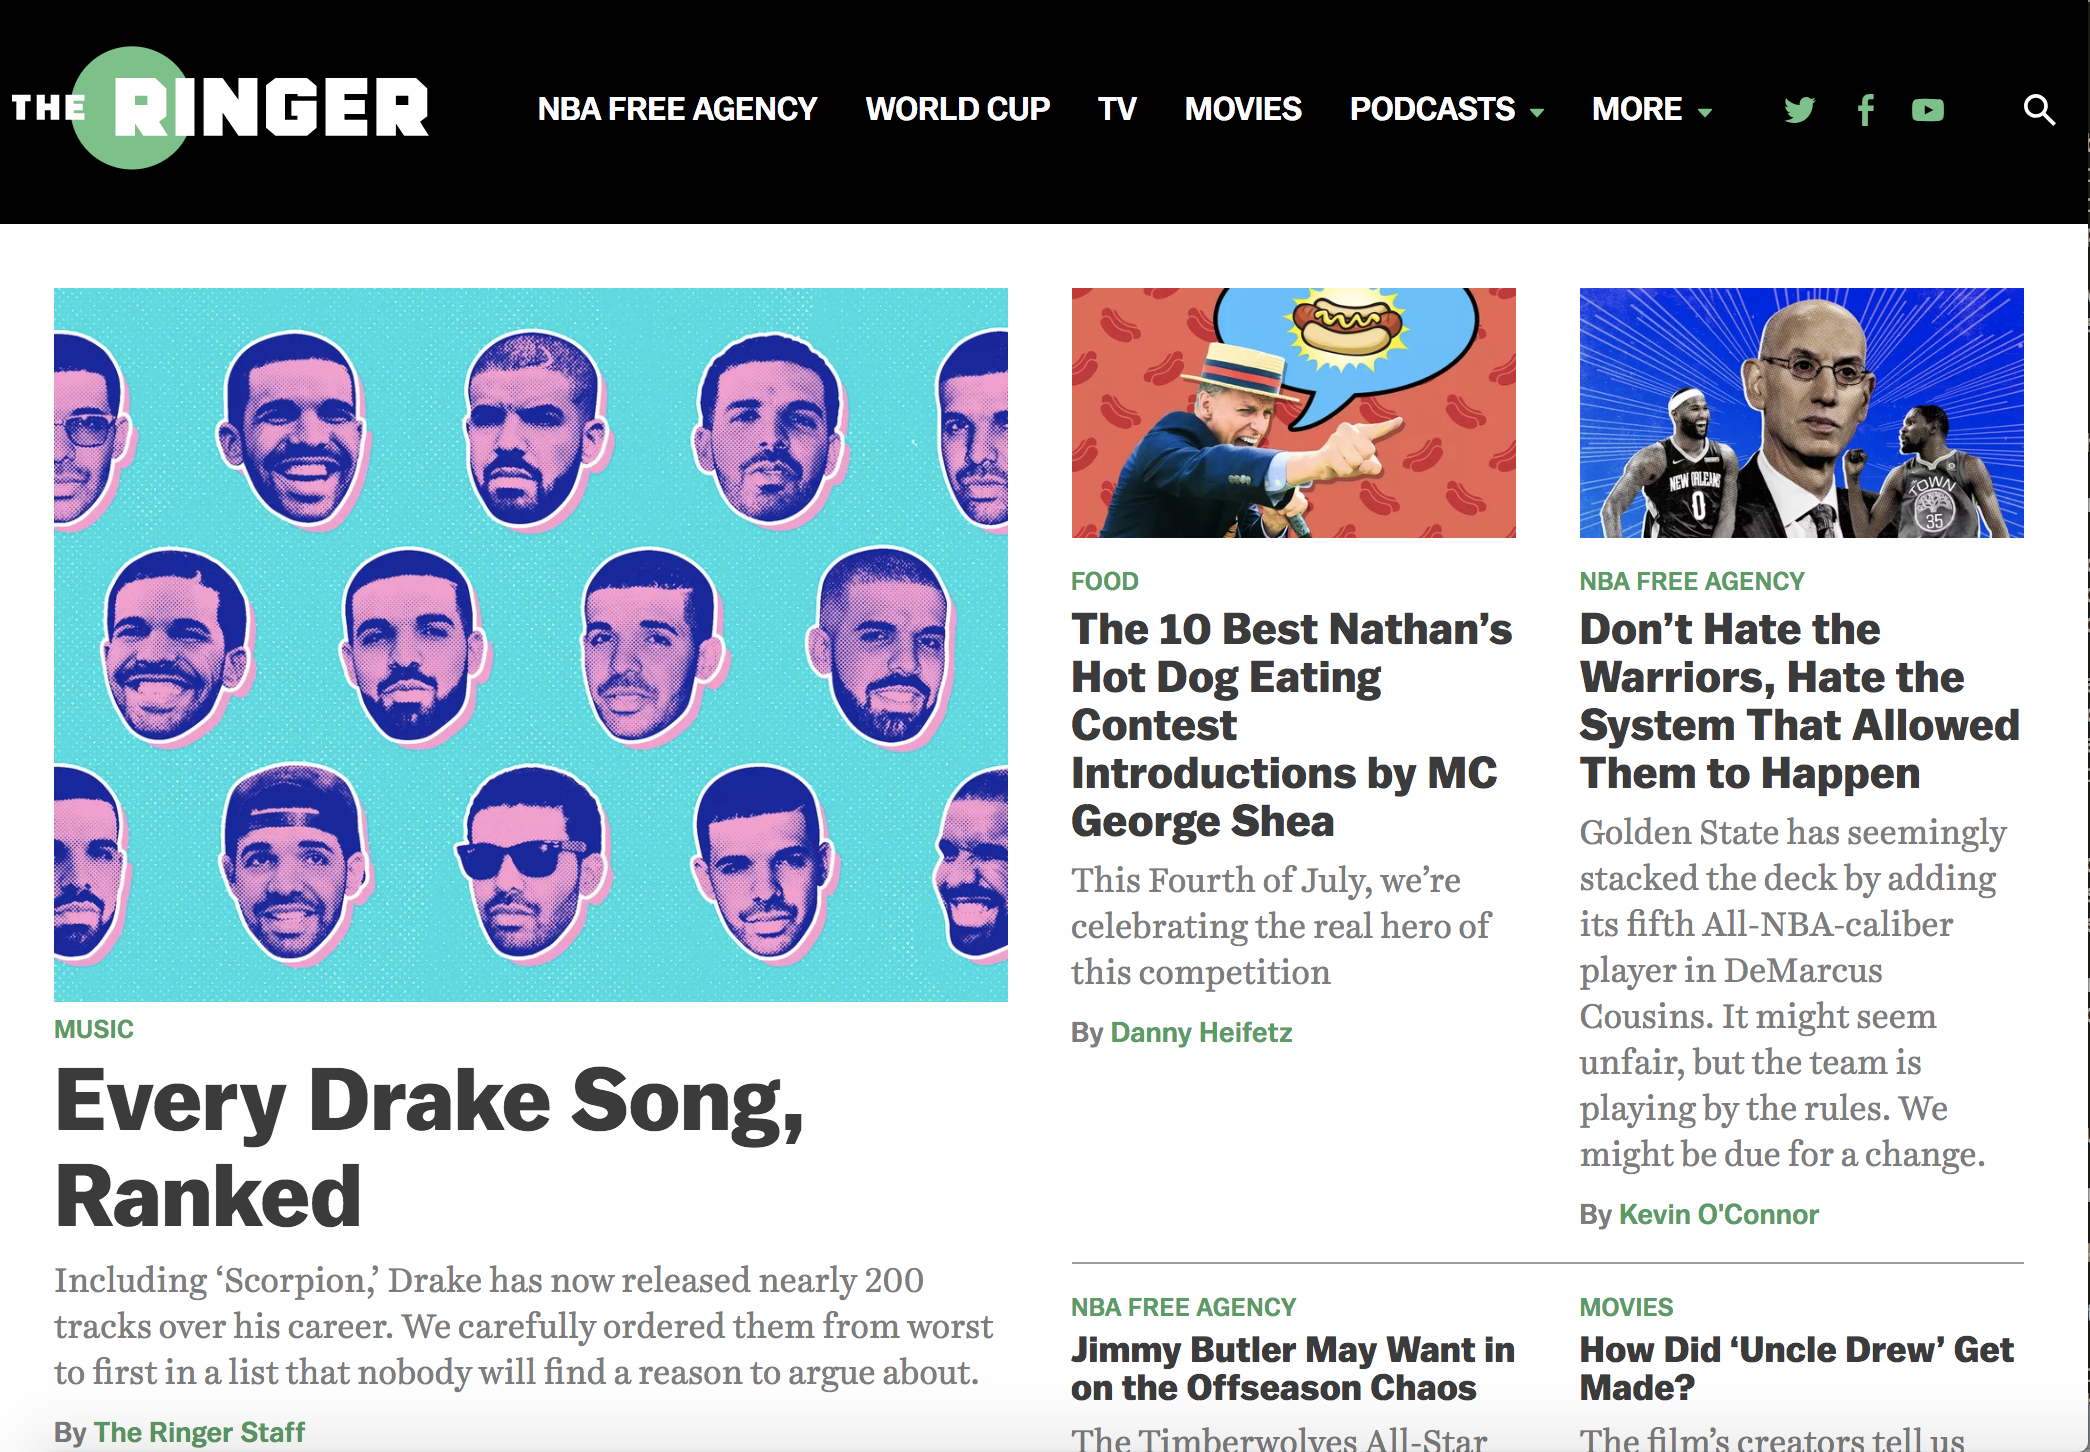 THE RINGER
NBA FREE AGENCY WORLD CUP TV MOVIES PODCASTS MORE
MUSIC
Every Drake Song,
Ranked
Including ‘Scorpion,’ Drake has now released nearly 200
tracks over his career. We carefully ordered them from worst
to first in a list that nobody will find a reason to argue about.
By The Ringer Staff
FOOD
The 10 Best Nathan’s
Hot Dog Eating
Contest
Introductions by MC
George Shea
This Fourth of July, we’re
celebrating the real hero of
this competition
By Danny Heifetz
NEW ORLEANS
0
TOWN
35
NBA FREE AGENCY
Don’t Hate the
Warriors, Hate the
System That Allowed
Them to Happen
Golden State has seemingly
stacked the deck by adding
its fifth All-NBA-caliber
player in DeMarcus
Cousins. It might seem
unfair, but the team is
playing by the rules. We
might be due for a change.
By Kevin O'Connor
NBA FREE AGENCY
Jimmy Butler May Want in
on the Offseason Chaos
The Timberwolves All-Star
MOVIES
How Did ‘Uncle Drew’ Get
Made?
The film’s creators tell us